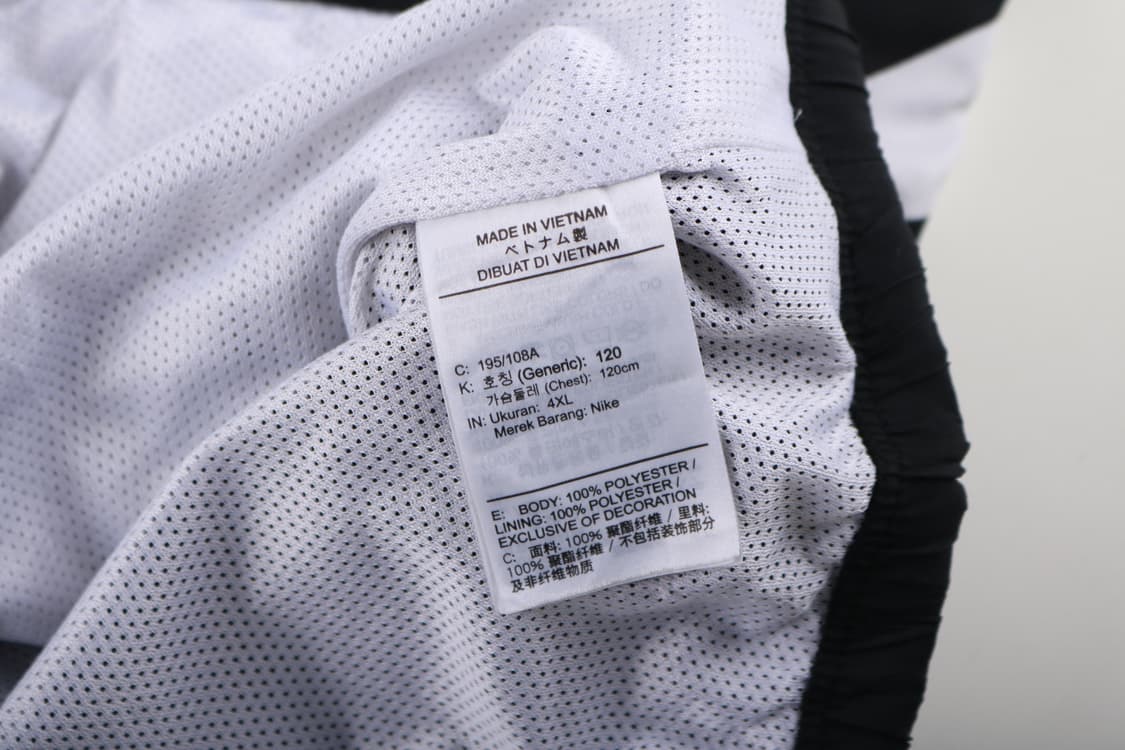 MADE IN VIETNAM
ベトナム製
DIBUAT DI VIETNAM
C: 195/108A
K: 호칭 (Generic): 120
가슴둘레 (Chest): 120cm
IN: Ukuran: 4XL
Merek Barang: Nike
E: BODY: 100% POLYESTER /
LINING: 100% POLYESTER /
EXCLUSIVE OF DECORATION
C: 面料: 100% 聚酯纤维 / 里料:
100% 聚酯纤维 / 不包括装饰部分
及非纤维物质